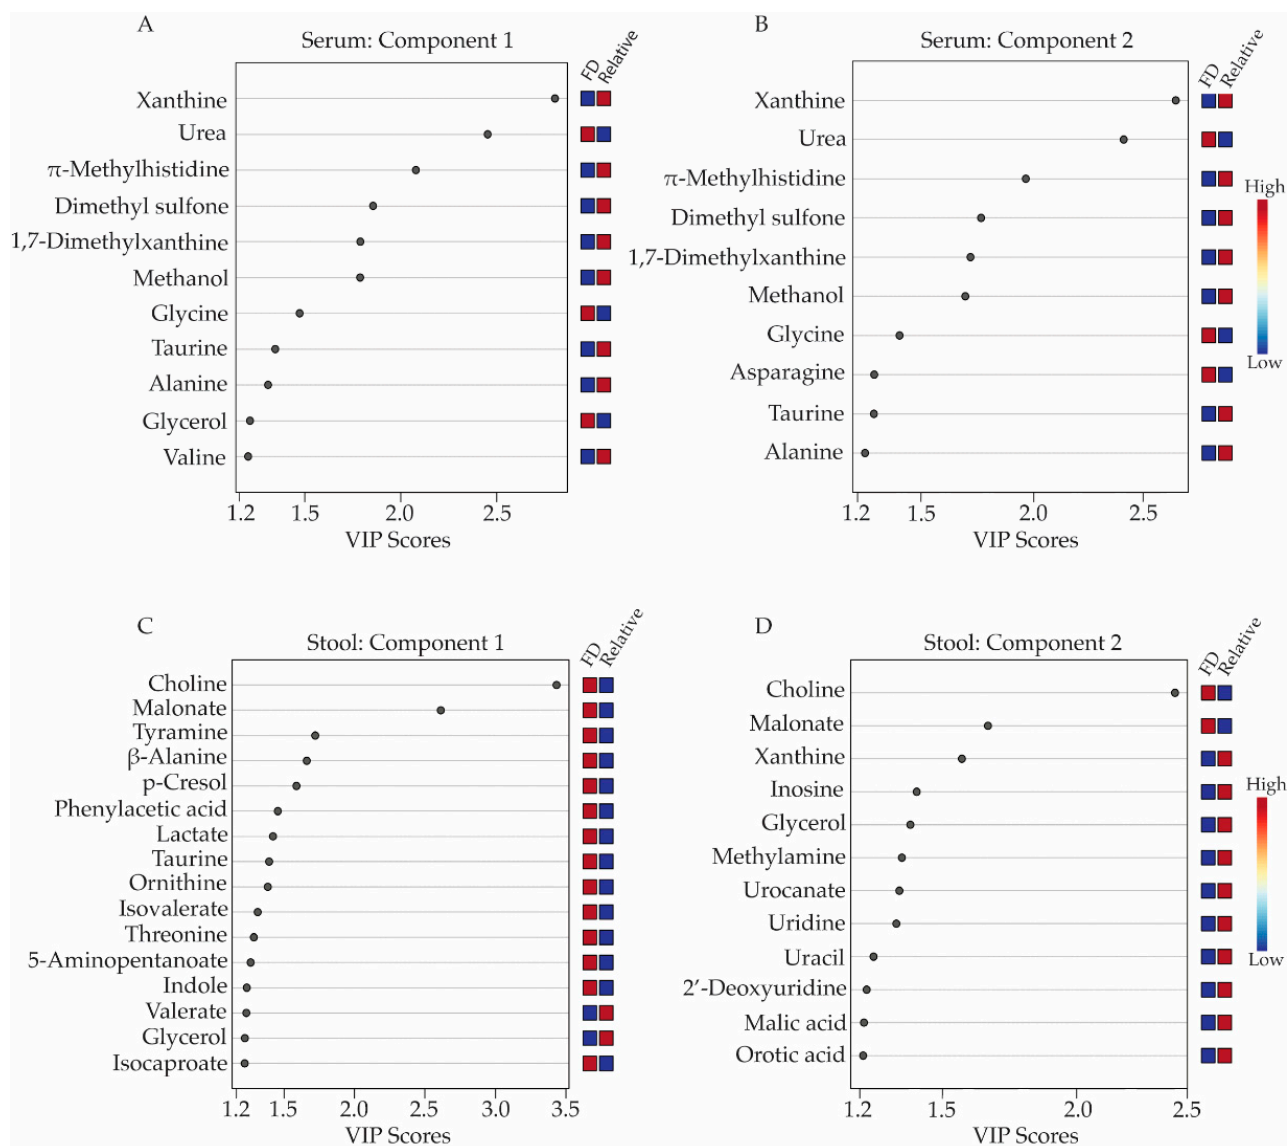 A
Serum: Component 1
FD
Relative
Xanthine
Urea
π-Methylhistidine
Dimethyl sulfone
1,7-Dimethylxanthine
Methanol
Glycine
Taurine
Alanine
Glycerol
Valine
1.2 1.5 2.0 2.5
VIP Scores
B
Serum: Component 2
FD
Relative
Xanthine
Urea
π-Methylhistidine
Dimethyl sulfone
1,7-Dimethylxanthine
Methanol
Glycine
Asparagine
Taurine
Alanine
1.2 1.5 2.0 2.5
VIP Scores
High
Low
C
Stool: Component 1
FD
Relative
Choline
Malonate
Tyramine
β-Alanine
p-Cresol
Phenylacetic acid
Lactate
Taurine
Ornithine
Isovalerate
Threonine
5-Aminopentanoate
Indole
Valerate
Glycerol
Isocaproate
1.2 1.5 2.0 2.5 3.0 3.5
VIP Scores
D
Stool: Component 2
FD
Relative
Choline
Malonate
Xanthine
Inosine
Glycerol
Methylamine
Urocanate
Uridine
Uracil
2′-Deoxyuridine
Malic acid
Orotic acid
1.2 1.5 2.0 2.5
VIP Scores
High
Low